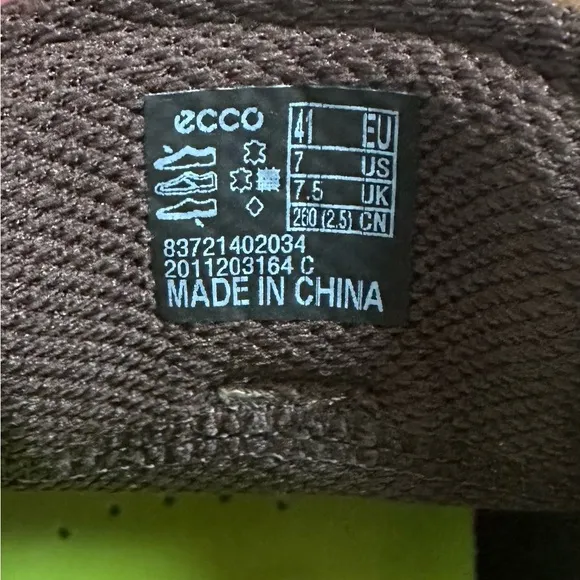 ecco
41 EU
7 US
7.5 UK
260 (2.5) CN
83721402034
2011203164 C
MADE IN CHINA